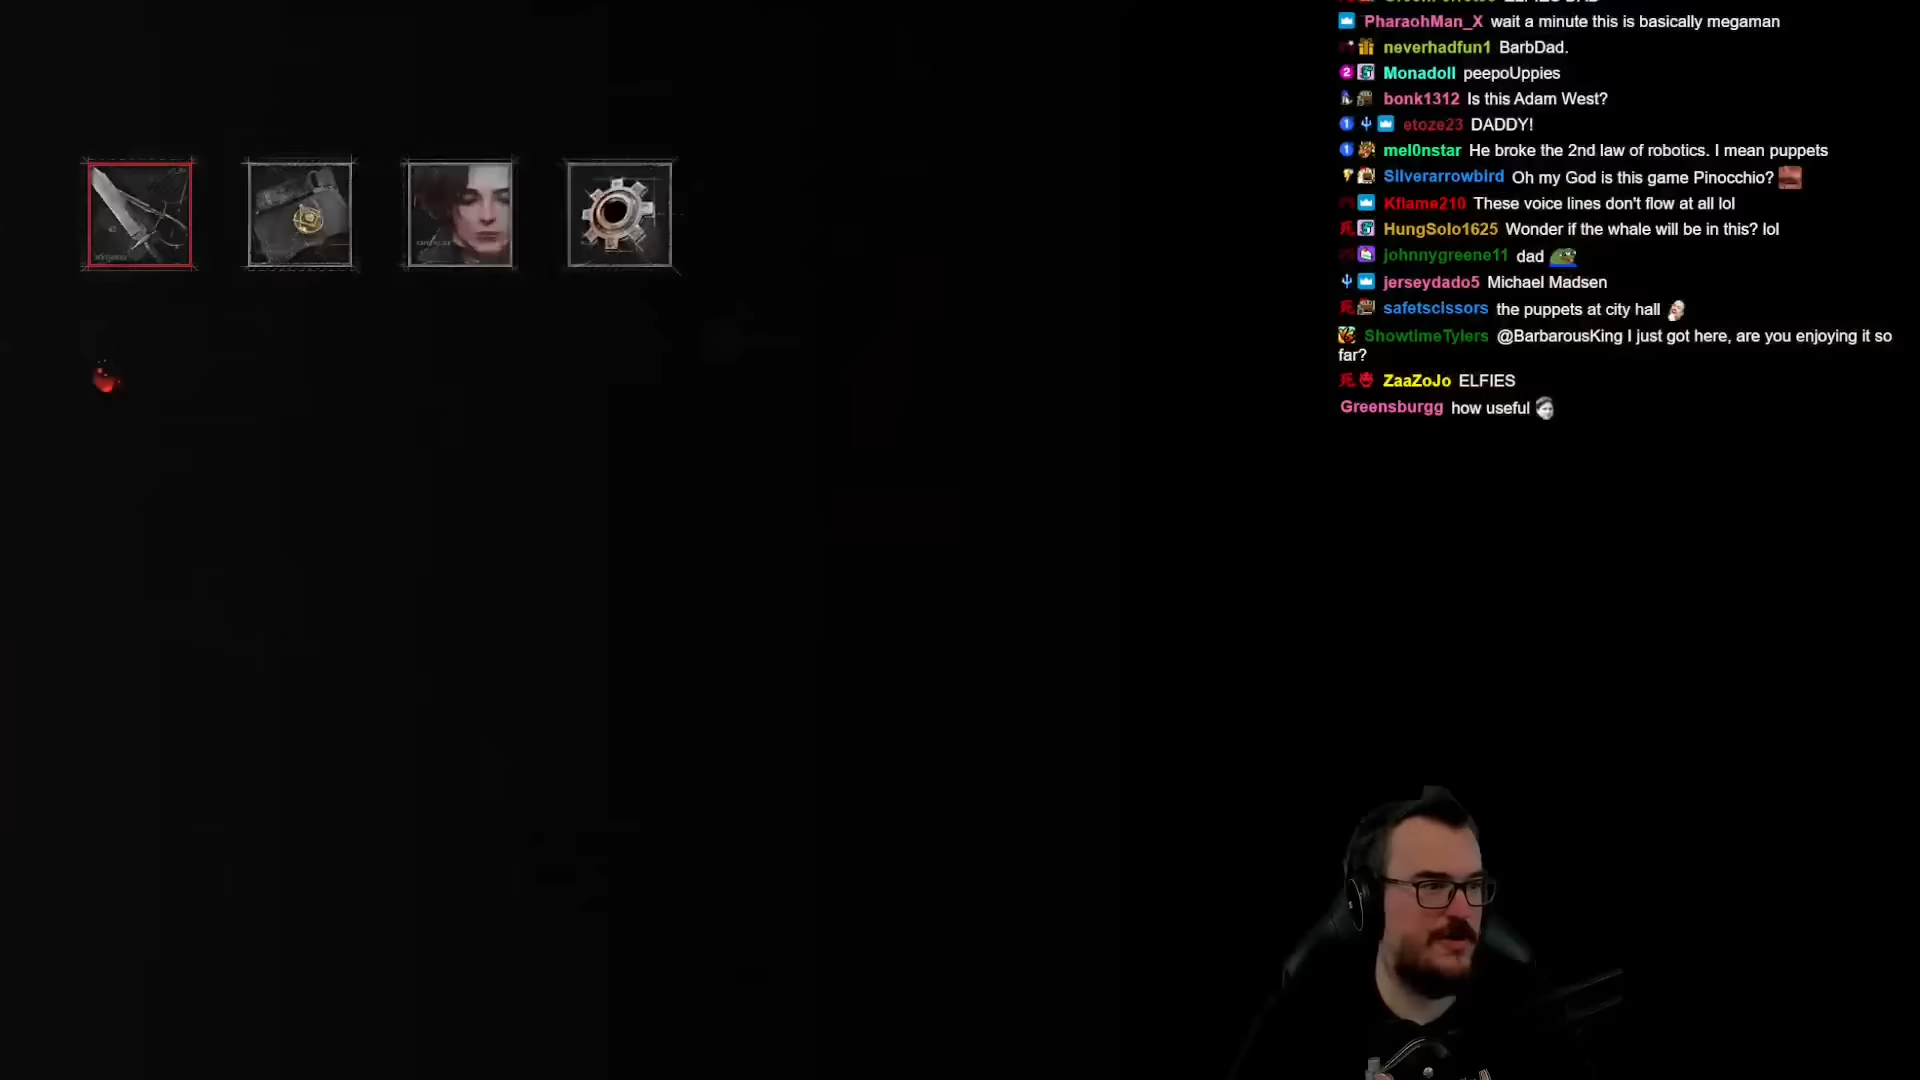 PharaohMan_X wait a minute this is basically megaman
neverhadfun1 BarbDad.
2 Monadoll peepoUppies
bonk1312 Is this Adam West?
1 etoze23 DADDY!
1 mel0nstar He broke the 2nd law of robotics. I mean puppets
Silverarrowbird Oh my God is this game Pinocchio?
Kflame210 These voice lines don't flow at all lol
HungSolo1625 Wonder if the whale will be in this? lol
johnnygreene11 dad
jerseydado5 Michael Madsen
safetscissors the puppets at city hall
ShowtimeTylers @BarbarousKing I just got here, are you enjoying it so
far?
ZaaZoJo ELFIES
Greensburgg how useful